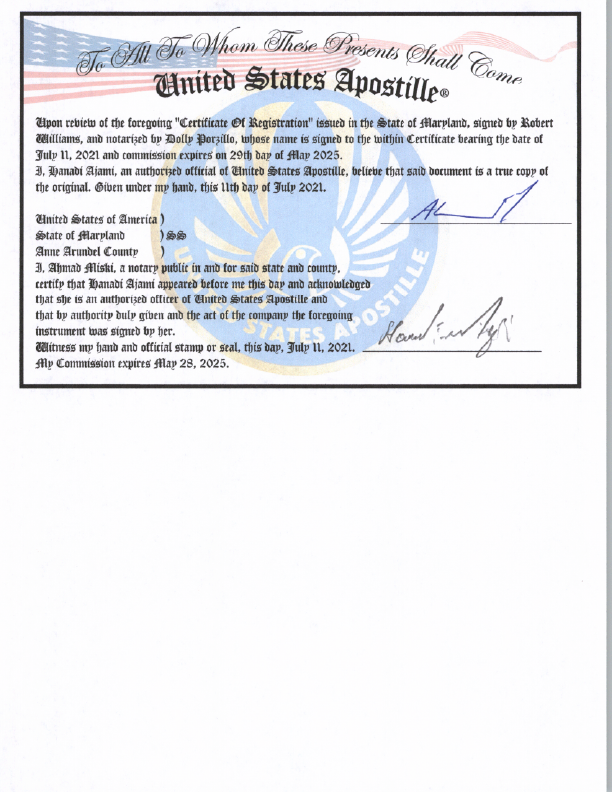 To All To Whom These Presents Shall Come
United States Apostille®
Upon review of the foregoing "Certificate Of Registration" issued in the State of Maryland, signed by Robert
Williams, and notarized by Dolly Porzillo, whose name is signed to the within Certificate bearing the date of
July 11, 2021 and commission expires on 29th day of May 2025.
I, Hanadi Ajami, an authorized official of United States Apostille, believe that said document is a true copy of
the original. Given under my hand, this 11th day of July 2021.
United States of America )
State of Maryland ) SS
Anne Arundel County )
I, Ahmad Miski, a notary public in and for said state and county,
certify that Hanadi Ajami appeared before me this day and acknowledged
that she is an authorized officer of United States Apostille and
that by authority duly given and the act of the company the foregoing
instrument was signed by her.
Witness my hand and official stamp or seal, this day, July 11, 2021.
My Commission expires May 28, 2025.
UNITED STATES APOSTILLE